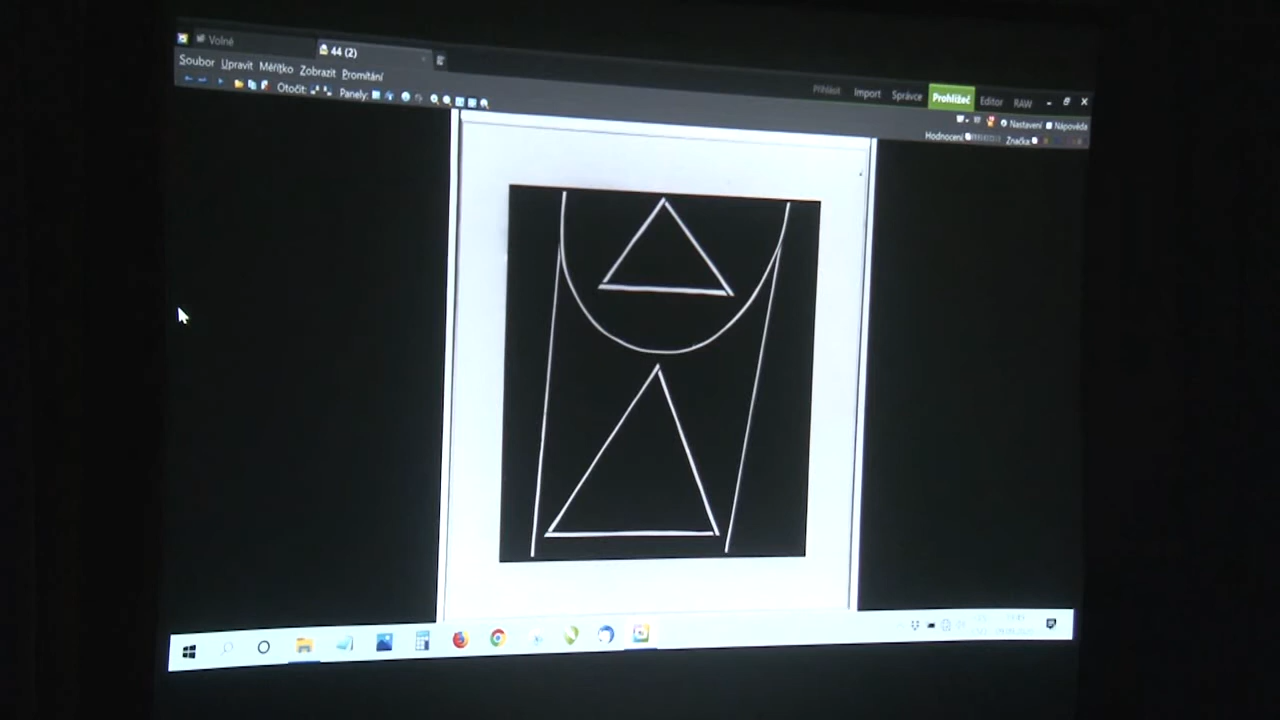 Volné
44 (2)
Soubor Upravit Měřítko Zobrazit Promítání
Otočit: Panely:
Přihlásit Import Správce Prohlížeč Editor RAW
Nastavení Nápověda
Hodnocení: Značka: